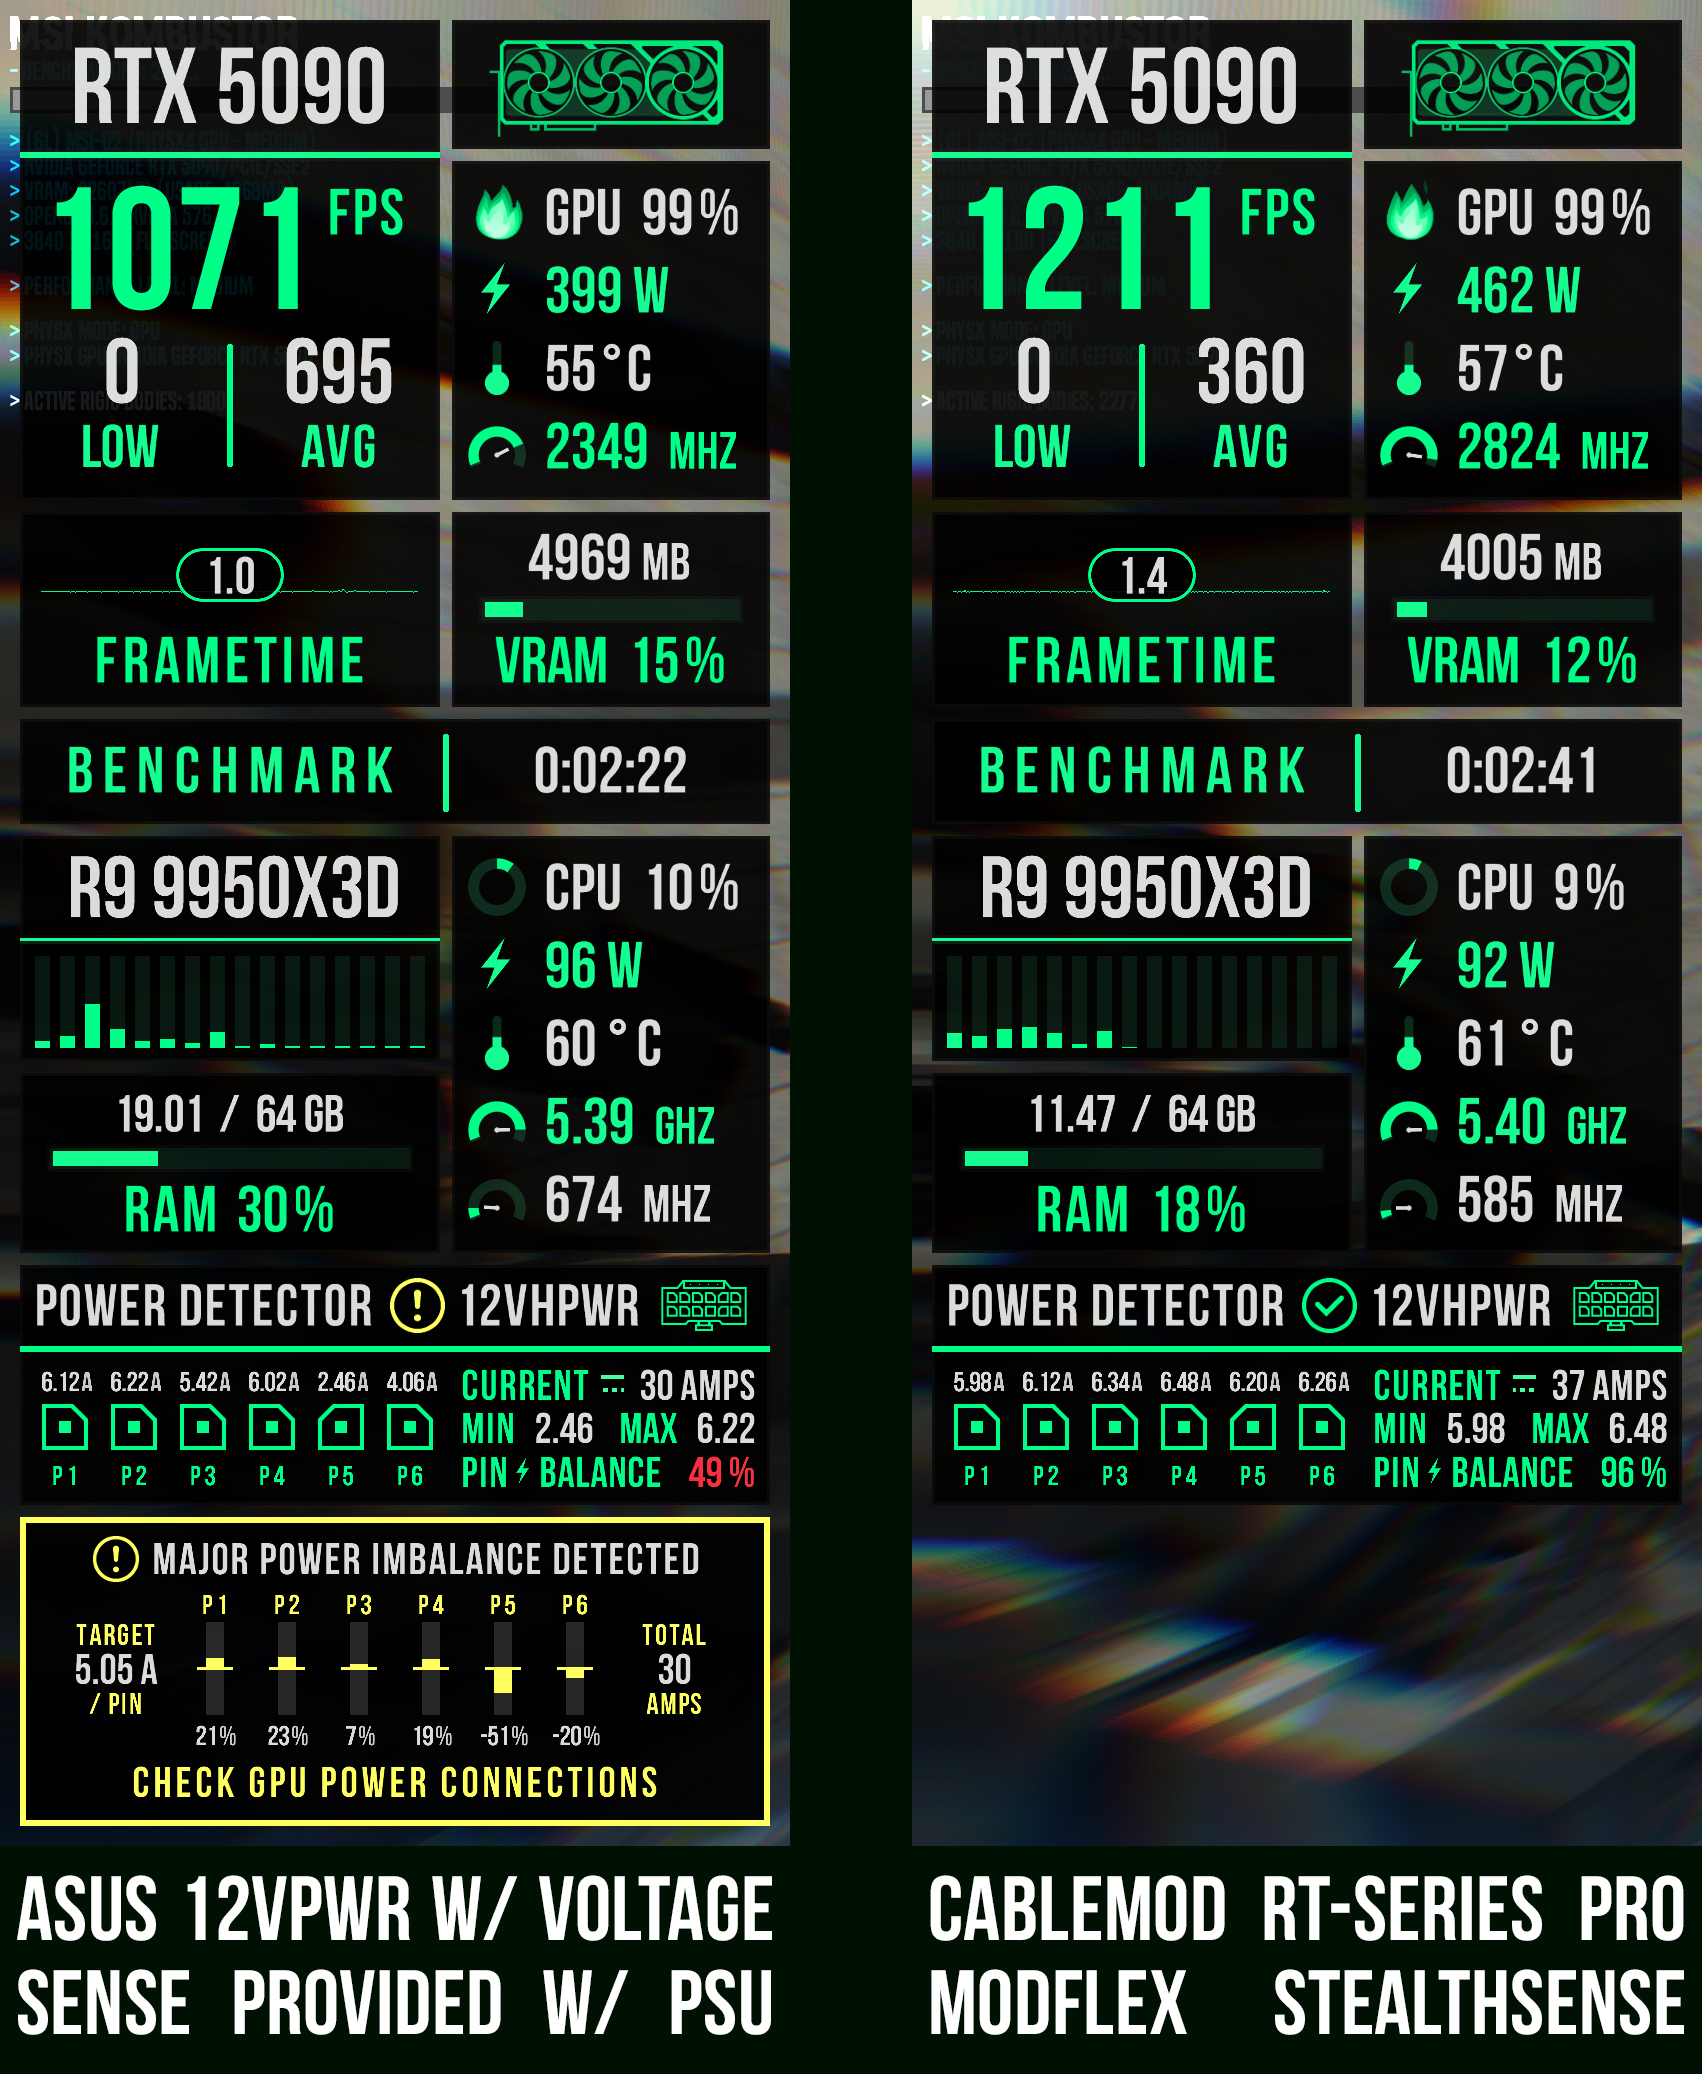 MSI KOMBUSTOR
RTX 5090
1071 FPS
0 LOW
695 AVG
GPU 99%
399 W
55°C
2349 MHZ
1.0
FRAMETIME
4969 MB
VRAM 15%
BENCHMARK 0:02:22
R9 9950X3D
CPU 10%
96 W
60°C
5.39 GHZ
674 MHZ
19.01 / 64 GB
RAM 30%
POWER DETECTOR 12VHPWR
6.12A 6.22A 5.42A 6.02A 2.46A 4.06A
P1 P2 P3 P4 P5 P6
CURRENT 30 AMPS
MIN 2.46 MAX 6.22
PIN BALANCE 49%
MAJOR POWER IMBALANCE DETECTED
P1 P2 P3 P4 P5 P6
TARGET
5.05 A
/ PIN
TOTAL
30
AMPS
21% 23% 7% 19% -51% -20%
CHECK GPU POWER CONNECTIONS
ASUS 12VPWR W/ VOLTAGE
SENSE PROVIDED W/ PSU
MSI KOMBUSTOR
RTX 5090
1211 FPS
0 LOW
360 AVG
GPU 99%
462 W
57°C
2824 MHZ
1.4
FRAMETIME
4005 MB
VRAM 12%
BENCHMARK 0:02:41
R9 9950X3D
CPU 9%
92 W
61°C
5.40 GHZ
585 MHZ
11.47 / 64 GB
RAM 18%
POWER DETECTOR 12VHPWR
5.98A 6.12A 6.34A 6.48A 6.20A 6.26A
P1 P2 P3 P4 P5 P6
CURRENT 37 AMPS
MIN 5.98 MAX 6.48
PIN BALANCE 96%
CABLEMOD RT-SERIES PRO
MODFLEX STEALTHSENSE